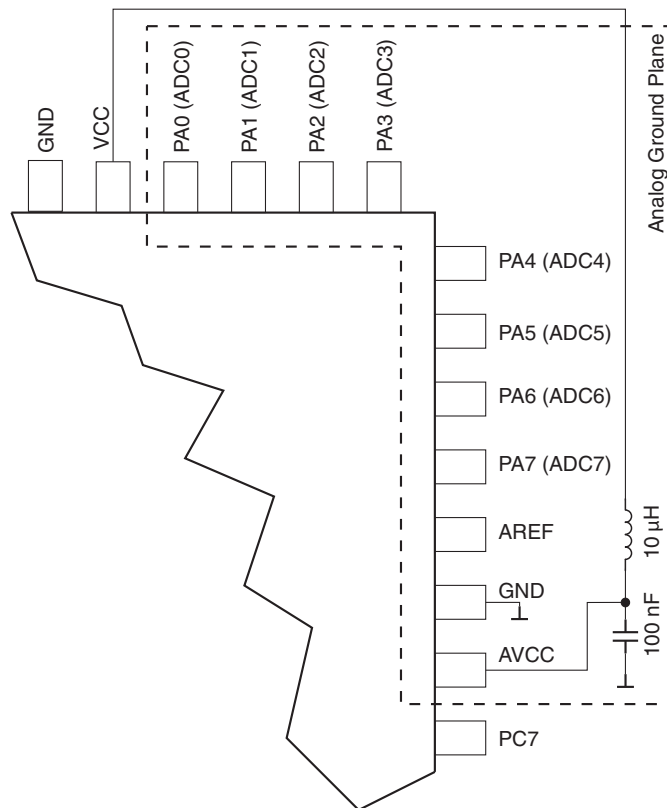 GND
VCC
PA0 (ADC0)
PA1 (ADC1)
PA2 (ADC2)
PA3 (ADC3)
Analog Ground Plane
PA4 (ADC4)
PA5 (ADC5)
PA6 (ADC6)
PA7 (ADC7)
AREF
10 μH
GND
AVCC
100 nF
PC7